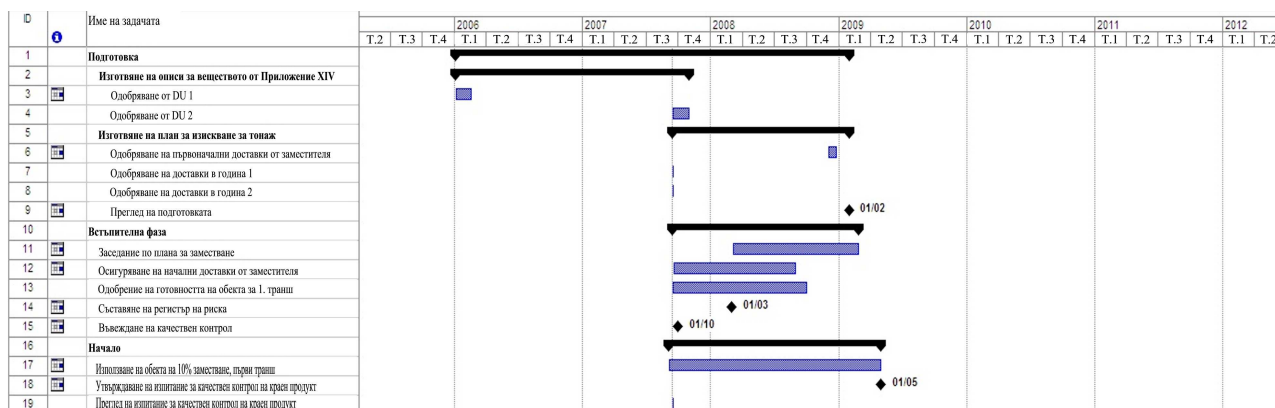 ID Име на задачата 2006 2007 2008 2009 2010 2011 2012
Т.2 Т.3 Т.4 Т.1 Т.2 Т.3 Т.4 Т.1 Т.2 Т.3 Т.4 Т.1 Т.2 Т.3 Т.4 Т.1 Т.2 Т.3 Т.4 Т.1 Т.2 Т.3 Т.4 Т.1 Т.2 Т.3 Т.4 Т.1 Т.2
1 Подготовка
2 Изготвяне на описи за веществото от Приложение XIV
3 Одобряване от DU 1
4 Одобряване от DU 2
5 Изготвяне на план за изискване за тонаж
6 Одобряване на първоначални доставки от заместителя
7 Одобряване на доставки в година 1
8 Одобряване на доставки в година 2
9 Преглед на подготовката 01/02
10 Встъпителна фаза
11 Заседание по плана за заместване
12 Осигуряване на начални доставки от заместителя
13 Одобрение на готовността на обекта за 1. транш
14 Съставяне на регистър на риска 01/03
15 Въвеждане на качествен контрол 01/10
16 Начало
17 Използване на обекта на 10% заместване, първи транш
18 Утвърждаване на изпитание за качествен контрол на краен продукт 01/05
19 Преглед на изпитание за качествен контрол на краен продукт